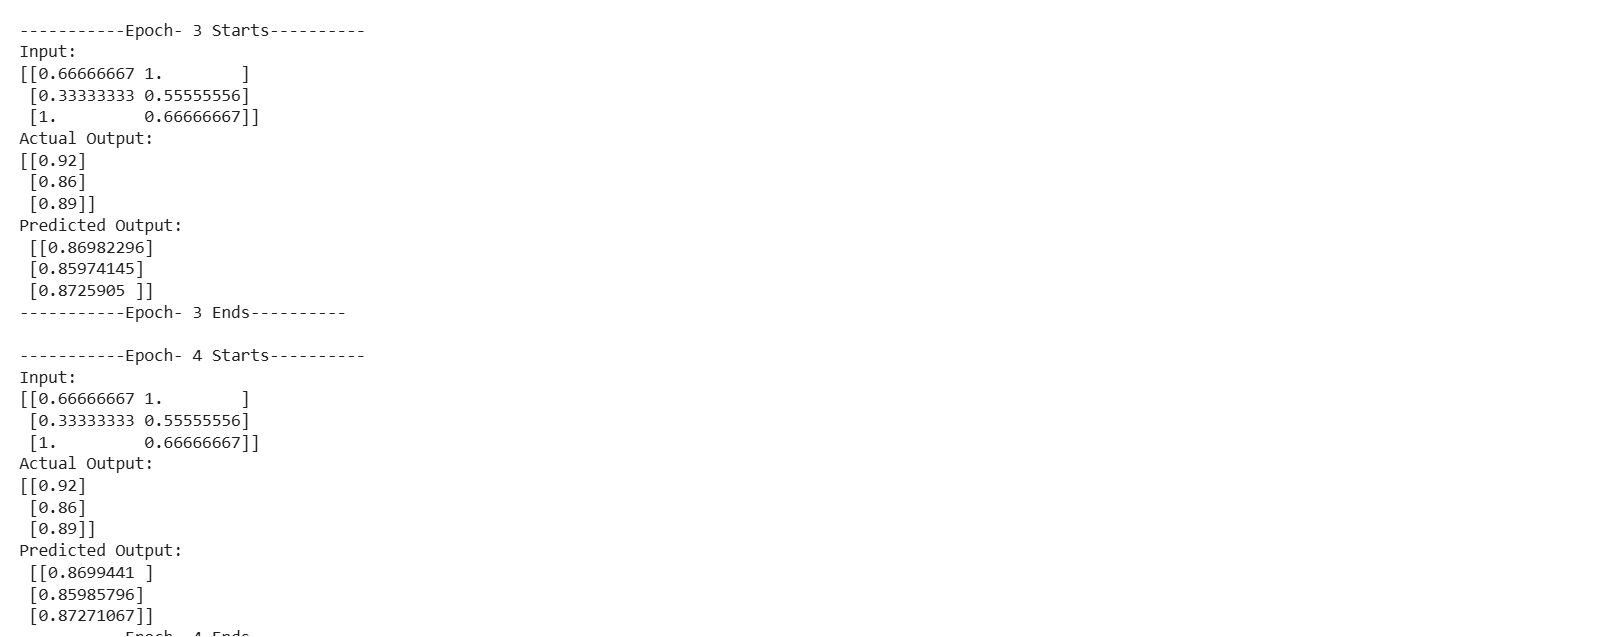 -----------Epoch- 3 Starts----------
Input:
[[0.66666667 1.        ]
 [0.33333333 0.55555556]
 [1.         0.66666667]]
Actual Output:
[[0.92]
 [0.86]
 [0.89]]
Predicted Output:
 [[0.86982296]
 [0.85974145]
 [0.8725905 ]]
-----------Epoch- 3 Ends----------

-----------Epoch- 4 Starts----------
Input:
[[0.66666667 1.        ]
 [0.33333333 0.55555556]
 [1.         0.66666667]]
Actual Output:
[[0.92]
 [0.86]
 [0.89]]
Predicted Output:
 [[0.8699441 ]
 [0.85985796]
 [0.87271067]]
-----------Epoch- 4 Ends----------